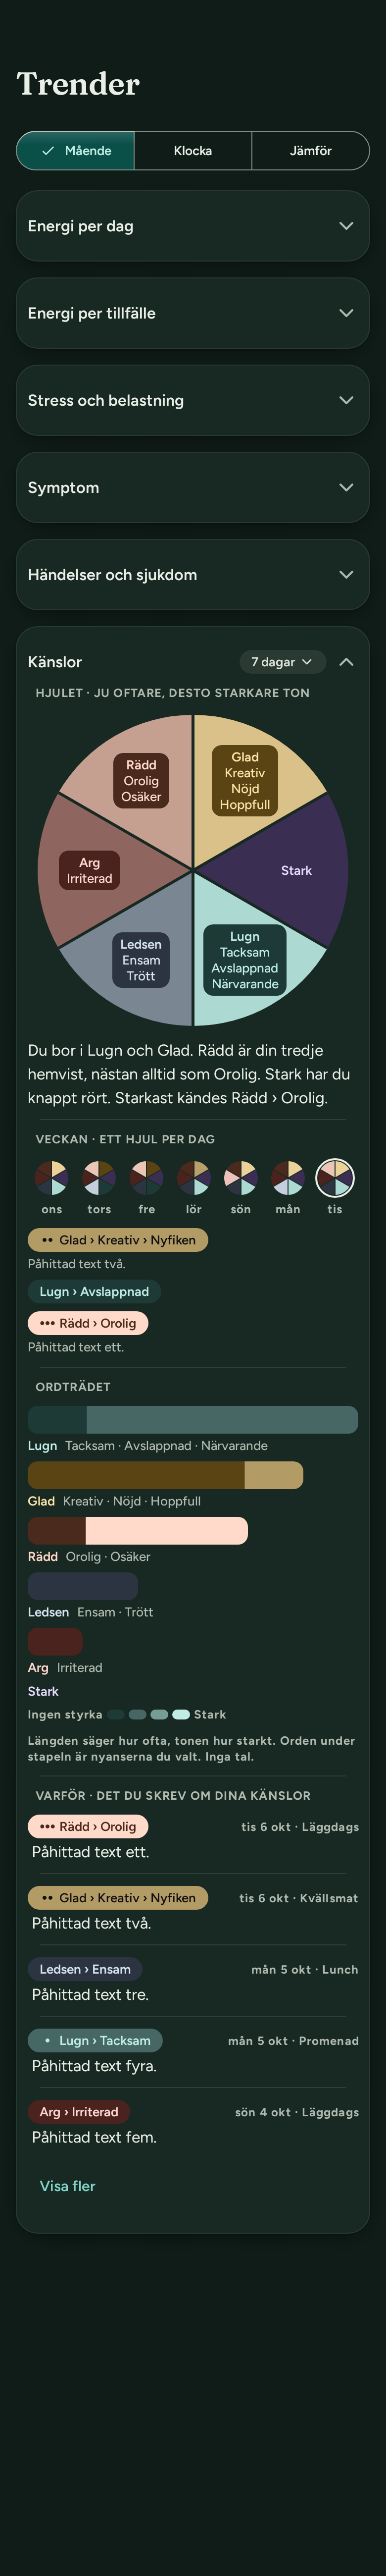 Trender
Mående
Klocka
Jämför
Energi per dag
Energi per tillfälle
Stress och belastning
Symptom
Händelser och sjukdom
Känslor
7 dagar
HJULET · JU OFTARE, DESTO STARKARE TON
Glad
Kreativ
Nöjd
Hoppfull
Rädd
Orolig
Osäker
Arg
Irriterad
Stark
Ledsen
Ensam
Trött
Lugn
Tacksam
Avslappnad
Närvarande
Du bor i Lugn och Glad. Rädd är din tredje
hemvist, nästan alltid som Orolig. Stark har du
knappt rört. Starkast kändes Rädd › Orolig.
VECKAN · ETT HJUL PER DAG
ons tors fre lör sön mån tis
•• Glad › Kreativ › Nyfiken
Påhittad text två.
Lugn › Avslappnad
••• Rädd › Orolig
Påhittad text ett.
ORDTRÄDET
Lugn Tacksam · Avslappnad · Närvarande
Glad Kreativ · Nöjd · Hoppfull
Rädd Orolig · Osäker
Ledsen Ensam · Trött
Arg Irriterad
Stark
Ingen styrka Stark
Längden säger hur ofta, tonen hur starkt. Orden under
stapeln är nyanserna du valt. Inga tal.
VARFÖR · DET DU SKREV OM DINA KÄNSLOR
••• Rädd › Orolig tis 6 okt · Läggdags
Påhittad text ett.
•• Glad › Kreativ › Nyfiken tis 6 okt · Kvällsmat
Påhittad text två.
Ledsen › Ensam mån 5 okt · Lunch
Påhittad text tre.
• Lugn › Tacksam mån 5 okt · Promenad
Påhittad text fyra.
Arg › Irriterad sön 4 okt · Läggdags
Påhittad text fem.
Visa fler